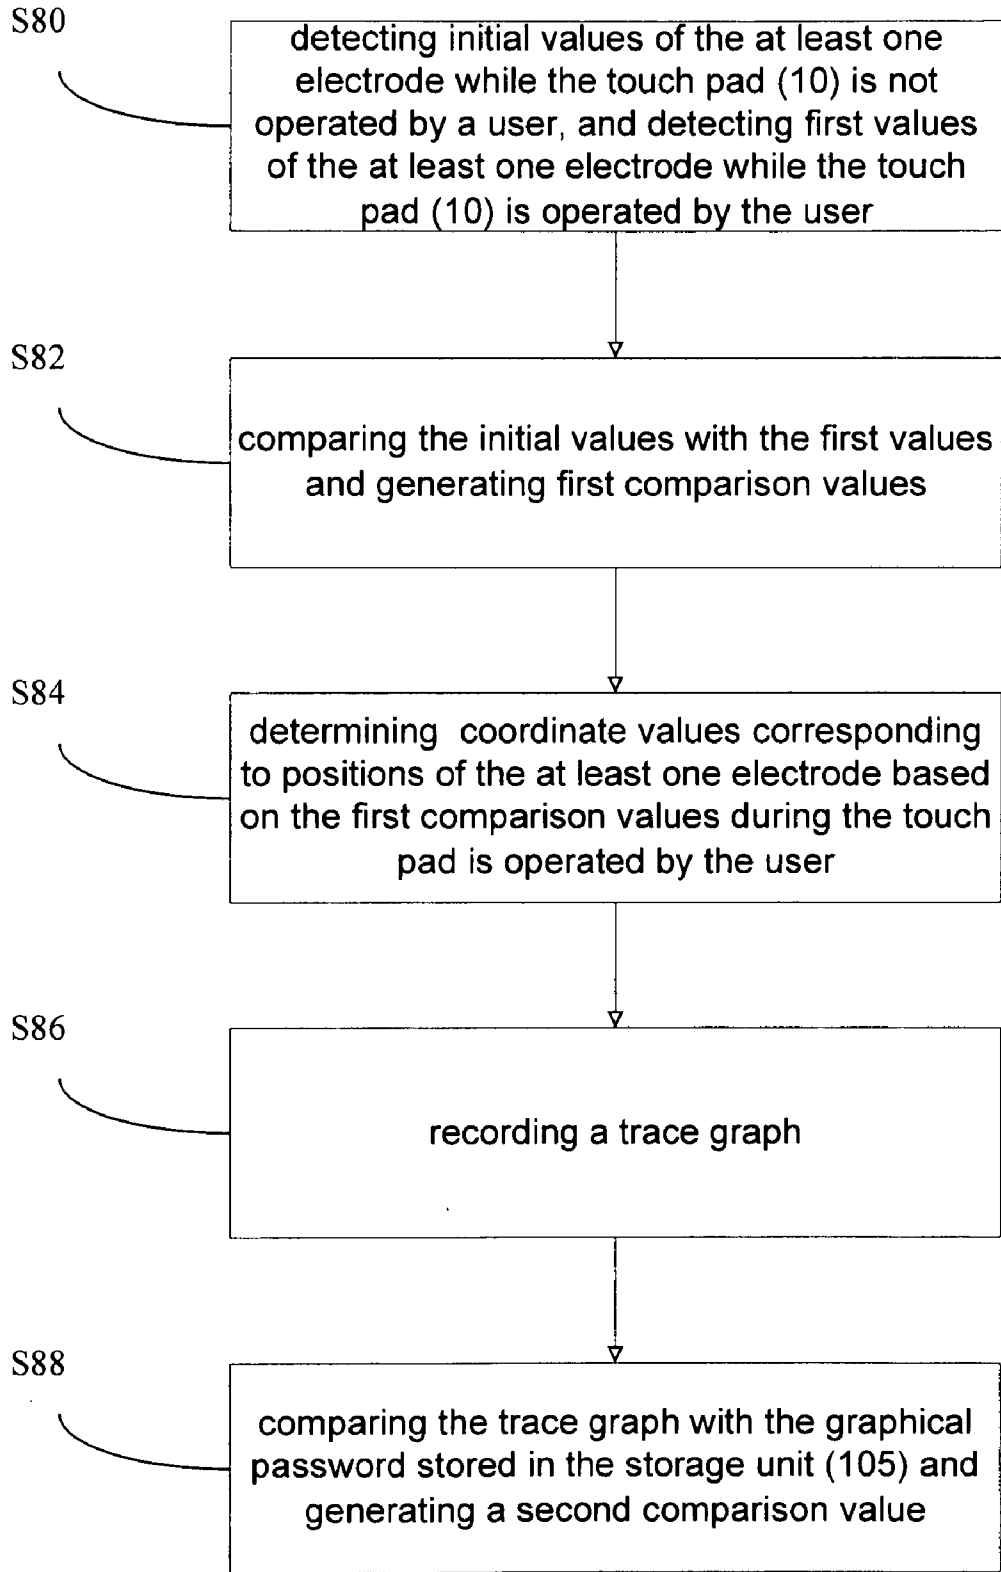 S80
detecting initial values of the at least one
electrode while the touch pad (10) is not
operated by a user, and detecting first values
of the at least one electrode while the touch
pad (10) is operated by the user
S82
comparing the initial values with the first values
and generating first comparison values
S84
determining coordinate values corresponding
to positions of the at least one electrode based
on the first comparison values during the touch
pad is operated by the user
S86
recording a trace graph
S88
comparing the trace graph with the graphical
password stored in the storage unit (105) and
generating a second comparison value